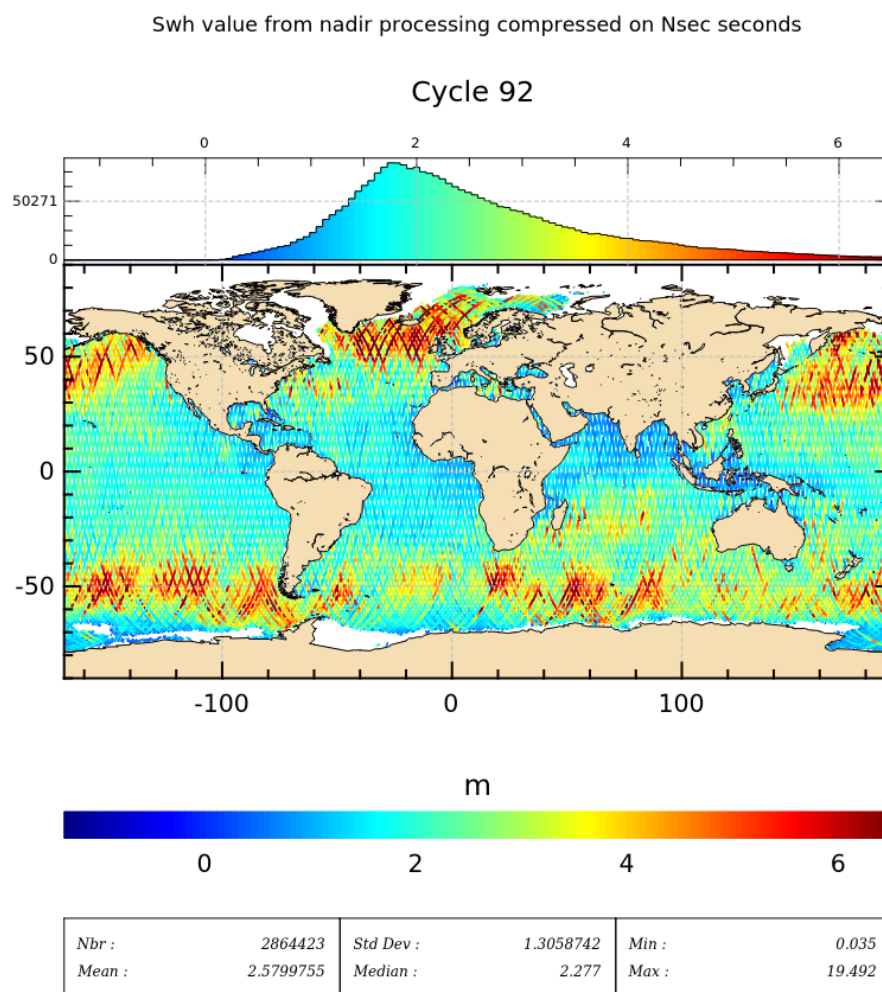 Swh value from nadir processing compressed on Nsec seconds
Cycle 92
0 2 4 6
50271
0
50
0
-50
-100 0 100
m
0 2 4 6
Nbr : 2864423 Std Dev : 1.3058742 Min : 0.035
Mean : 2.5799755 Median : 2.277 Max : 19.492